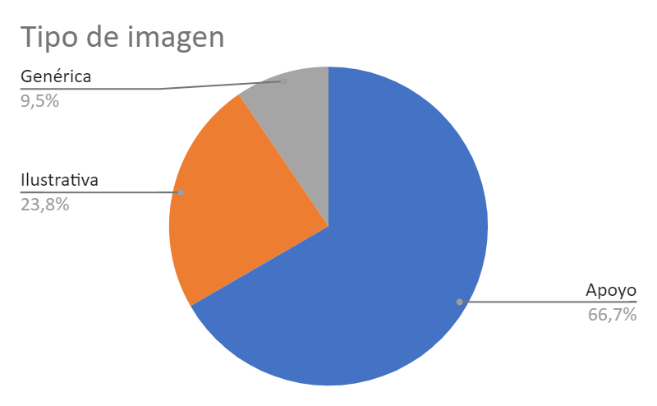 Tipo de imagen
Genérica
9,5%
Ilustrativa
23,8%
Apoyo
66,7%